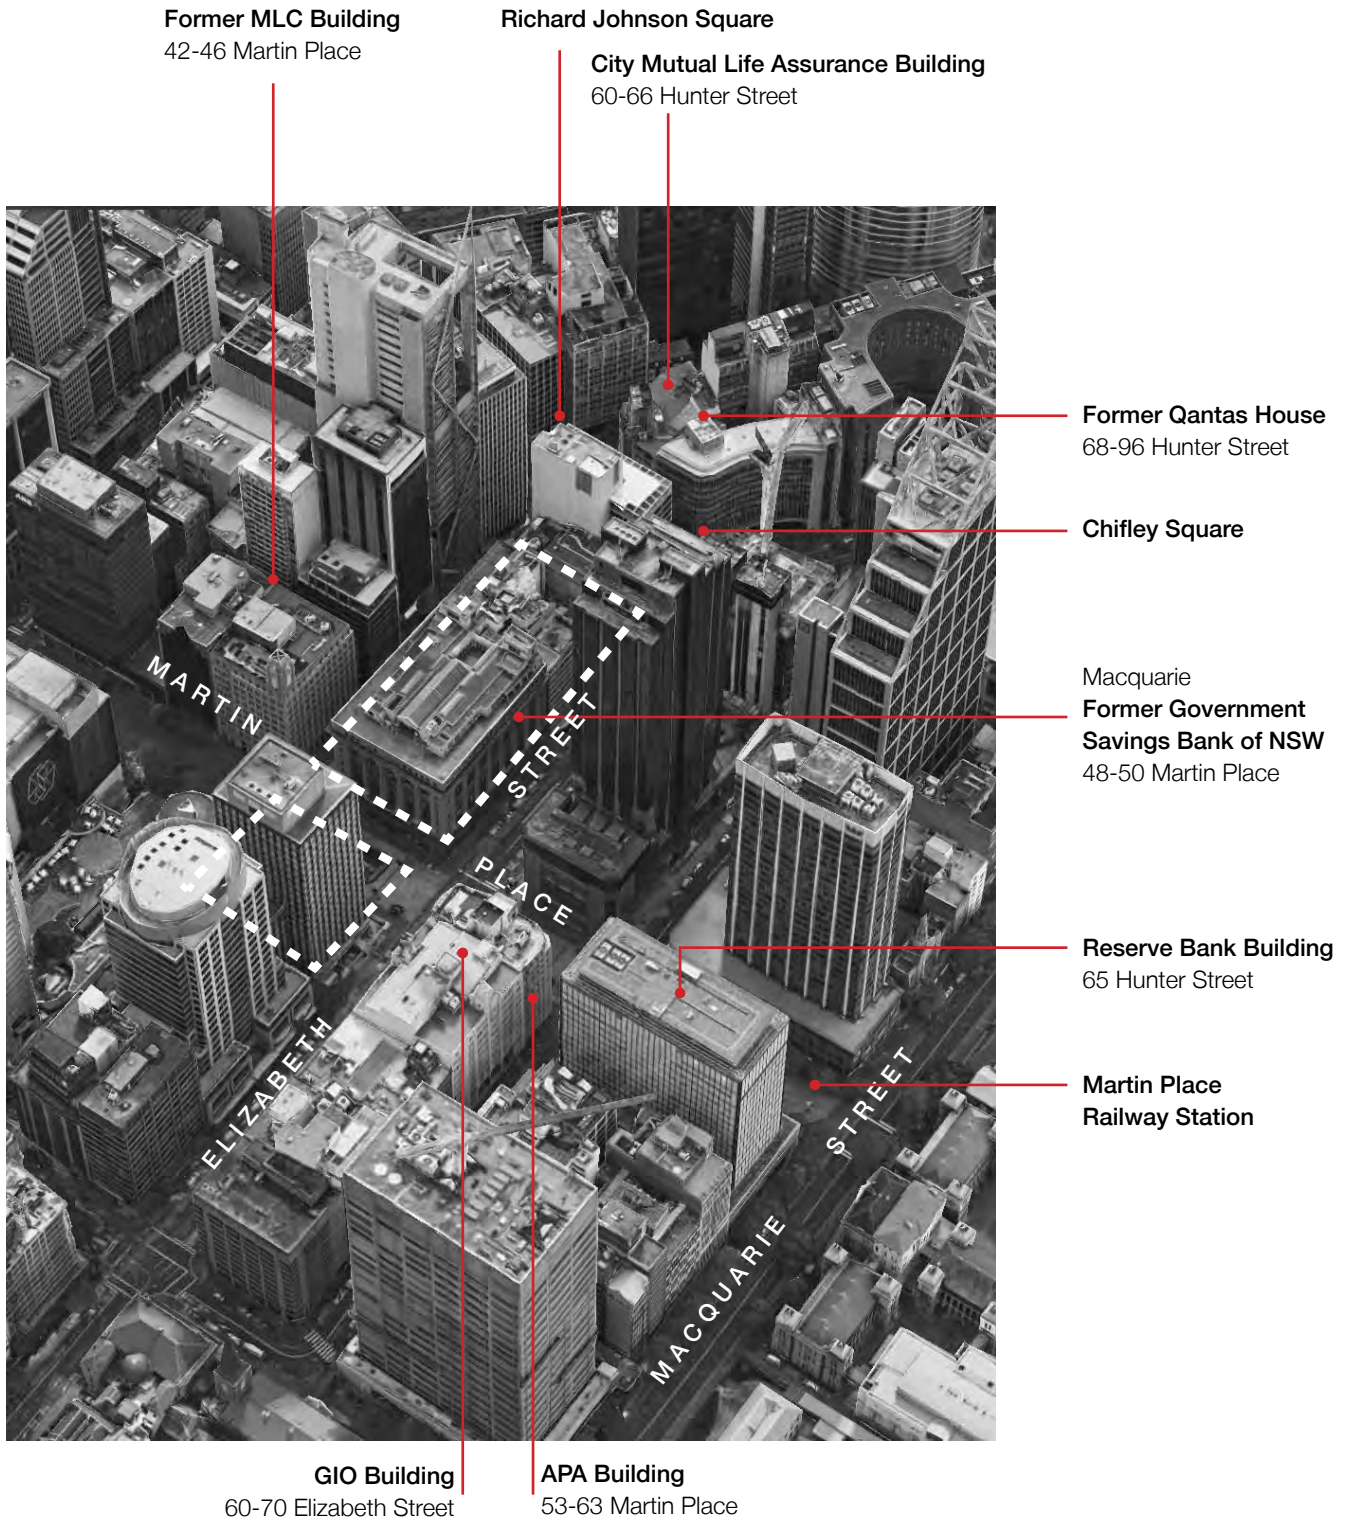 Former MLC Building
42-46 Martin Place
Richard Johnson Square
City Mutual Life Assurance Building
60-66 Hunter Street
Former Qantas House
68-96 Hunter Street
Chifley Square
Macquarie
Former Government
Savings Bank of NSW
48-50 Martin Place
MARTIN
STREET
PLACE
Reserve Bank Building
65 Hunter Street
ELIZABETH
STREET
Martin Place
Railway Station
MACQUARIE
GIO Building
60-70 Elizabeth Street
APA Building
53-63 Martin Place